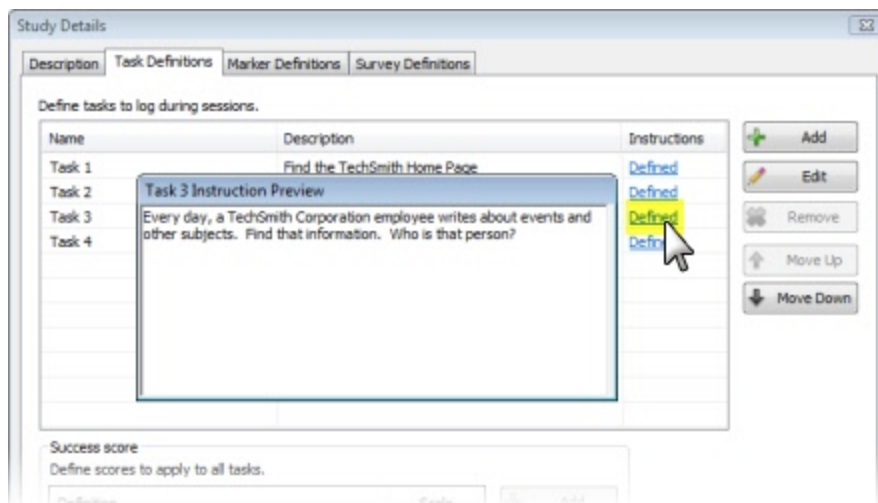 Study Details
Description Task Definitions Marker Definitions Survey Definitions
Define tasks to log during sessions.
Name Description Instructions
Add
Task 1 Find the TechSmith Home Page Defined
Edit
Task 2 Task 3 Instruction Preview Defined
Task 3 Every day, a TechSmith Corporation employee writes about events and Defined
Remove
other subjects. Find that information. Who is that person?
Task 4
Move Up
Move Down
Success score
Define scores to apply to all tasks.